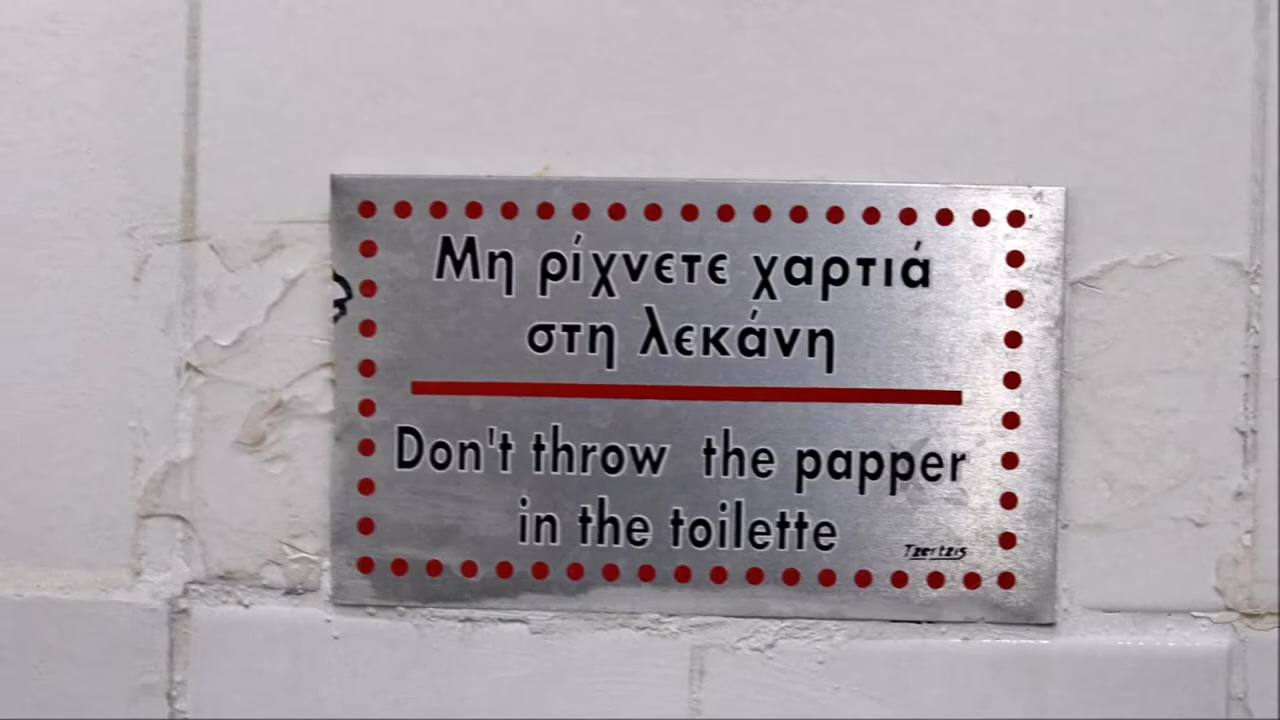 Μη ρίχνετε χαρτιά
στη λεκάνη
Don't throw the papper
in the toilette
Tzertzis